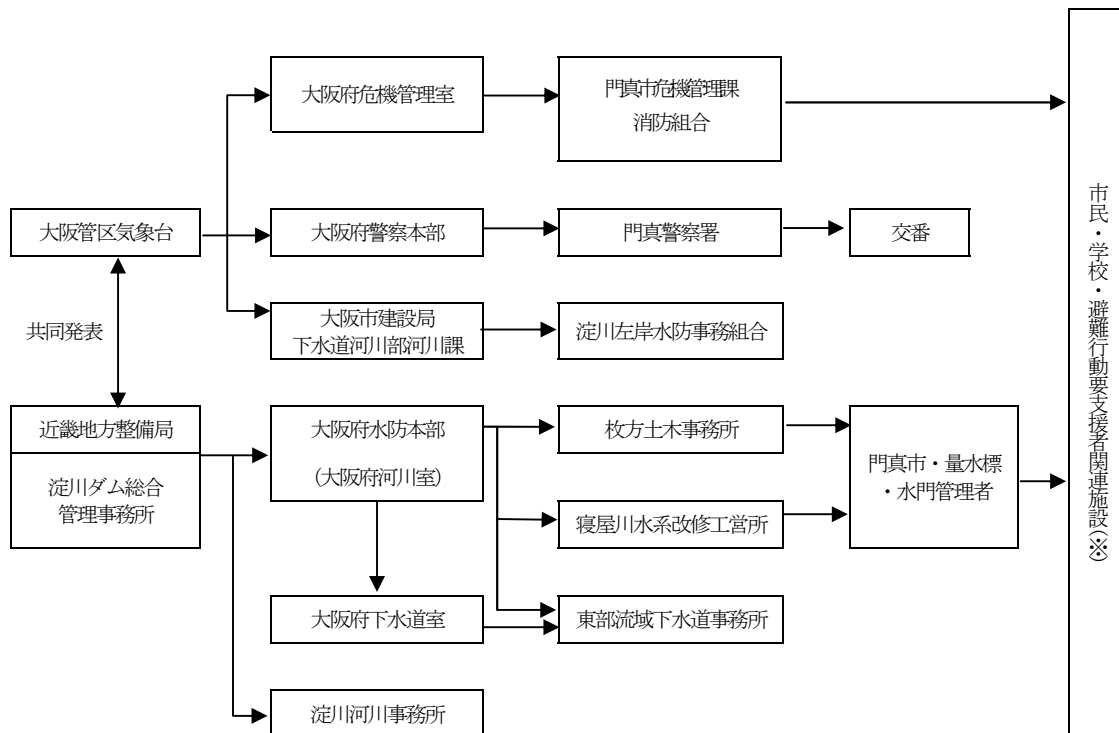 大阪府危機管理室
門真市危機管理課
消防組合
大阪管区気象台
大阪府警察本部
門真警察署
交番
共同発表
大阪市建設局
下水道河川部河川課
淀川左岸水防事務組合
近畿地方整備局
淀川ダム総合
管理事務所
大阪府水防本部
(大阪府河川室)
枚方土木事務所
寝屋川水系改修工営所
門真市・量水標
・水門管理者
大阪府下水道室
東部流域下水道事務所
淀川河川事務所
市民・学校・避難行動要支援者関連施設(※)